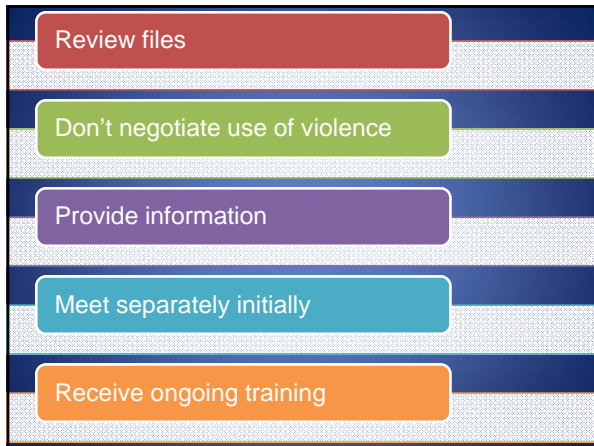 Review files
Don’t negotiate use of violence
Provide information
Meet separately initially
Receive ongoing training